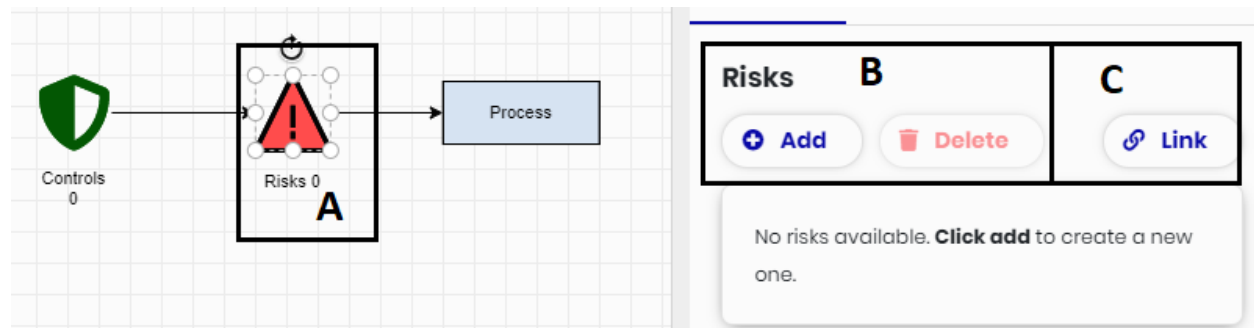 Controls
0
Risks 0
A
Process
Risks
B
C
Add
Delete
Link
No risks available. Click add to create a new
one.